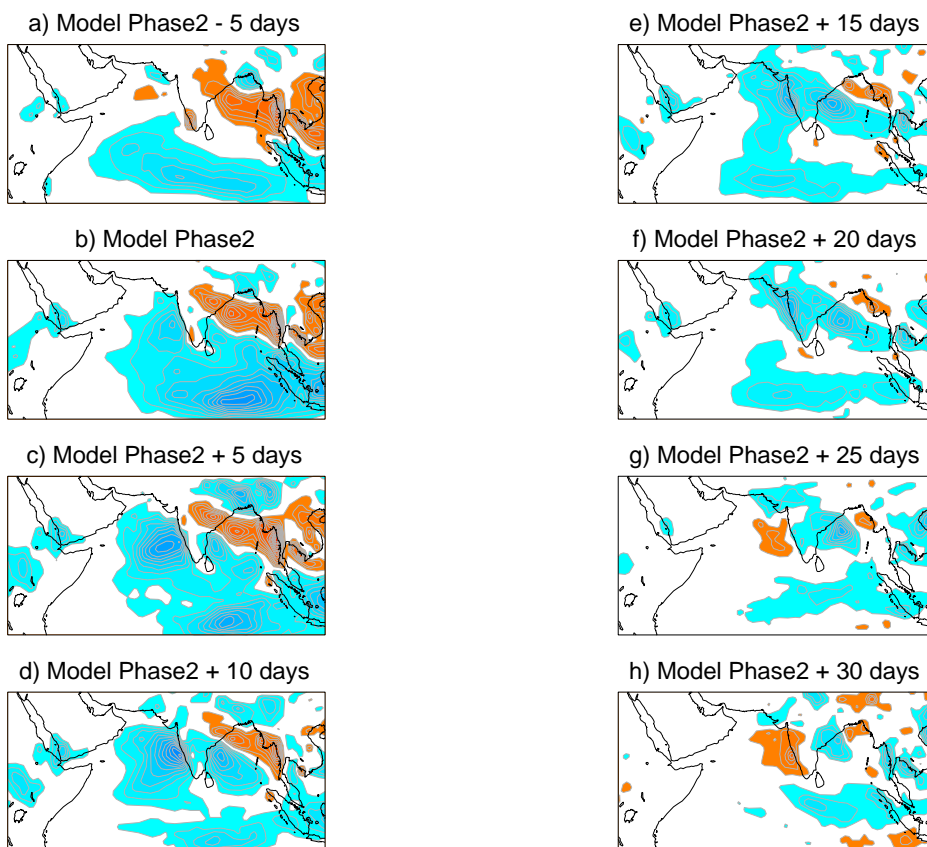 a) Model Phase2 - 5 days
b) Model Phase2
c) Model Phase2 + 5 days
d) Model Phase2 + 10 days
e) Model Phase2 + 15 days
f) Model Phase2 + 20 days
g) Model Phase2 + 25 days
h) Model Phase2 + 30 days